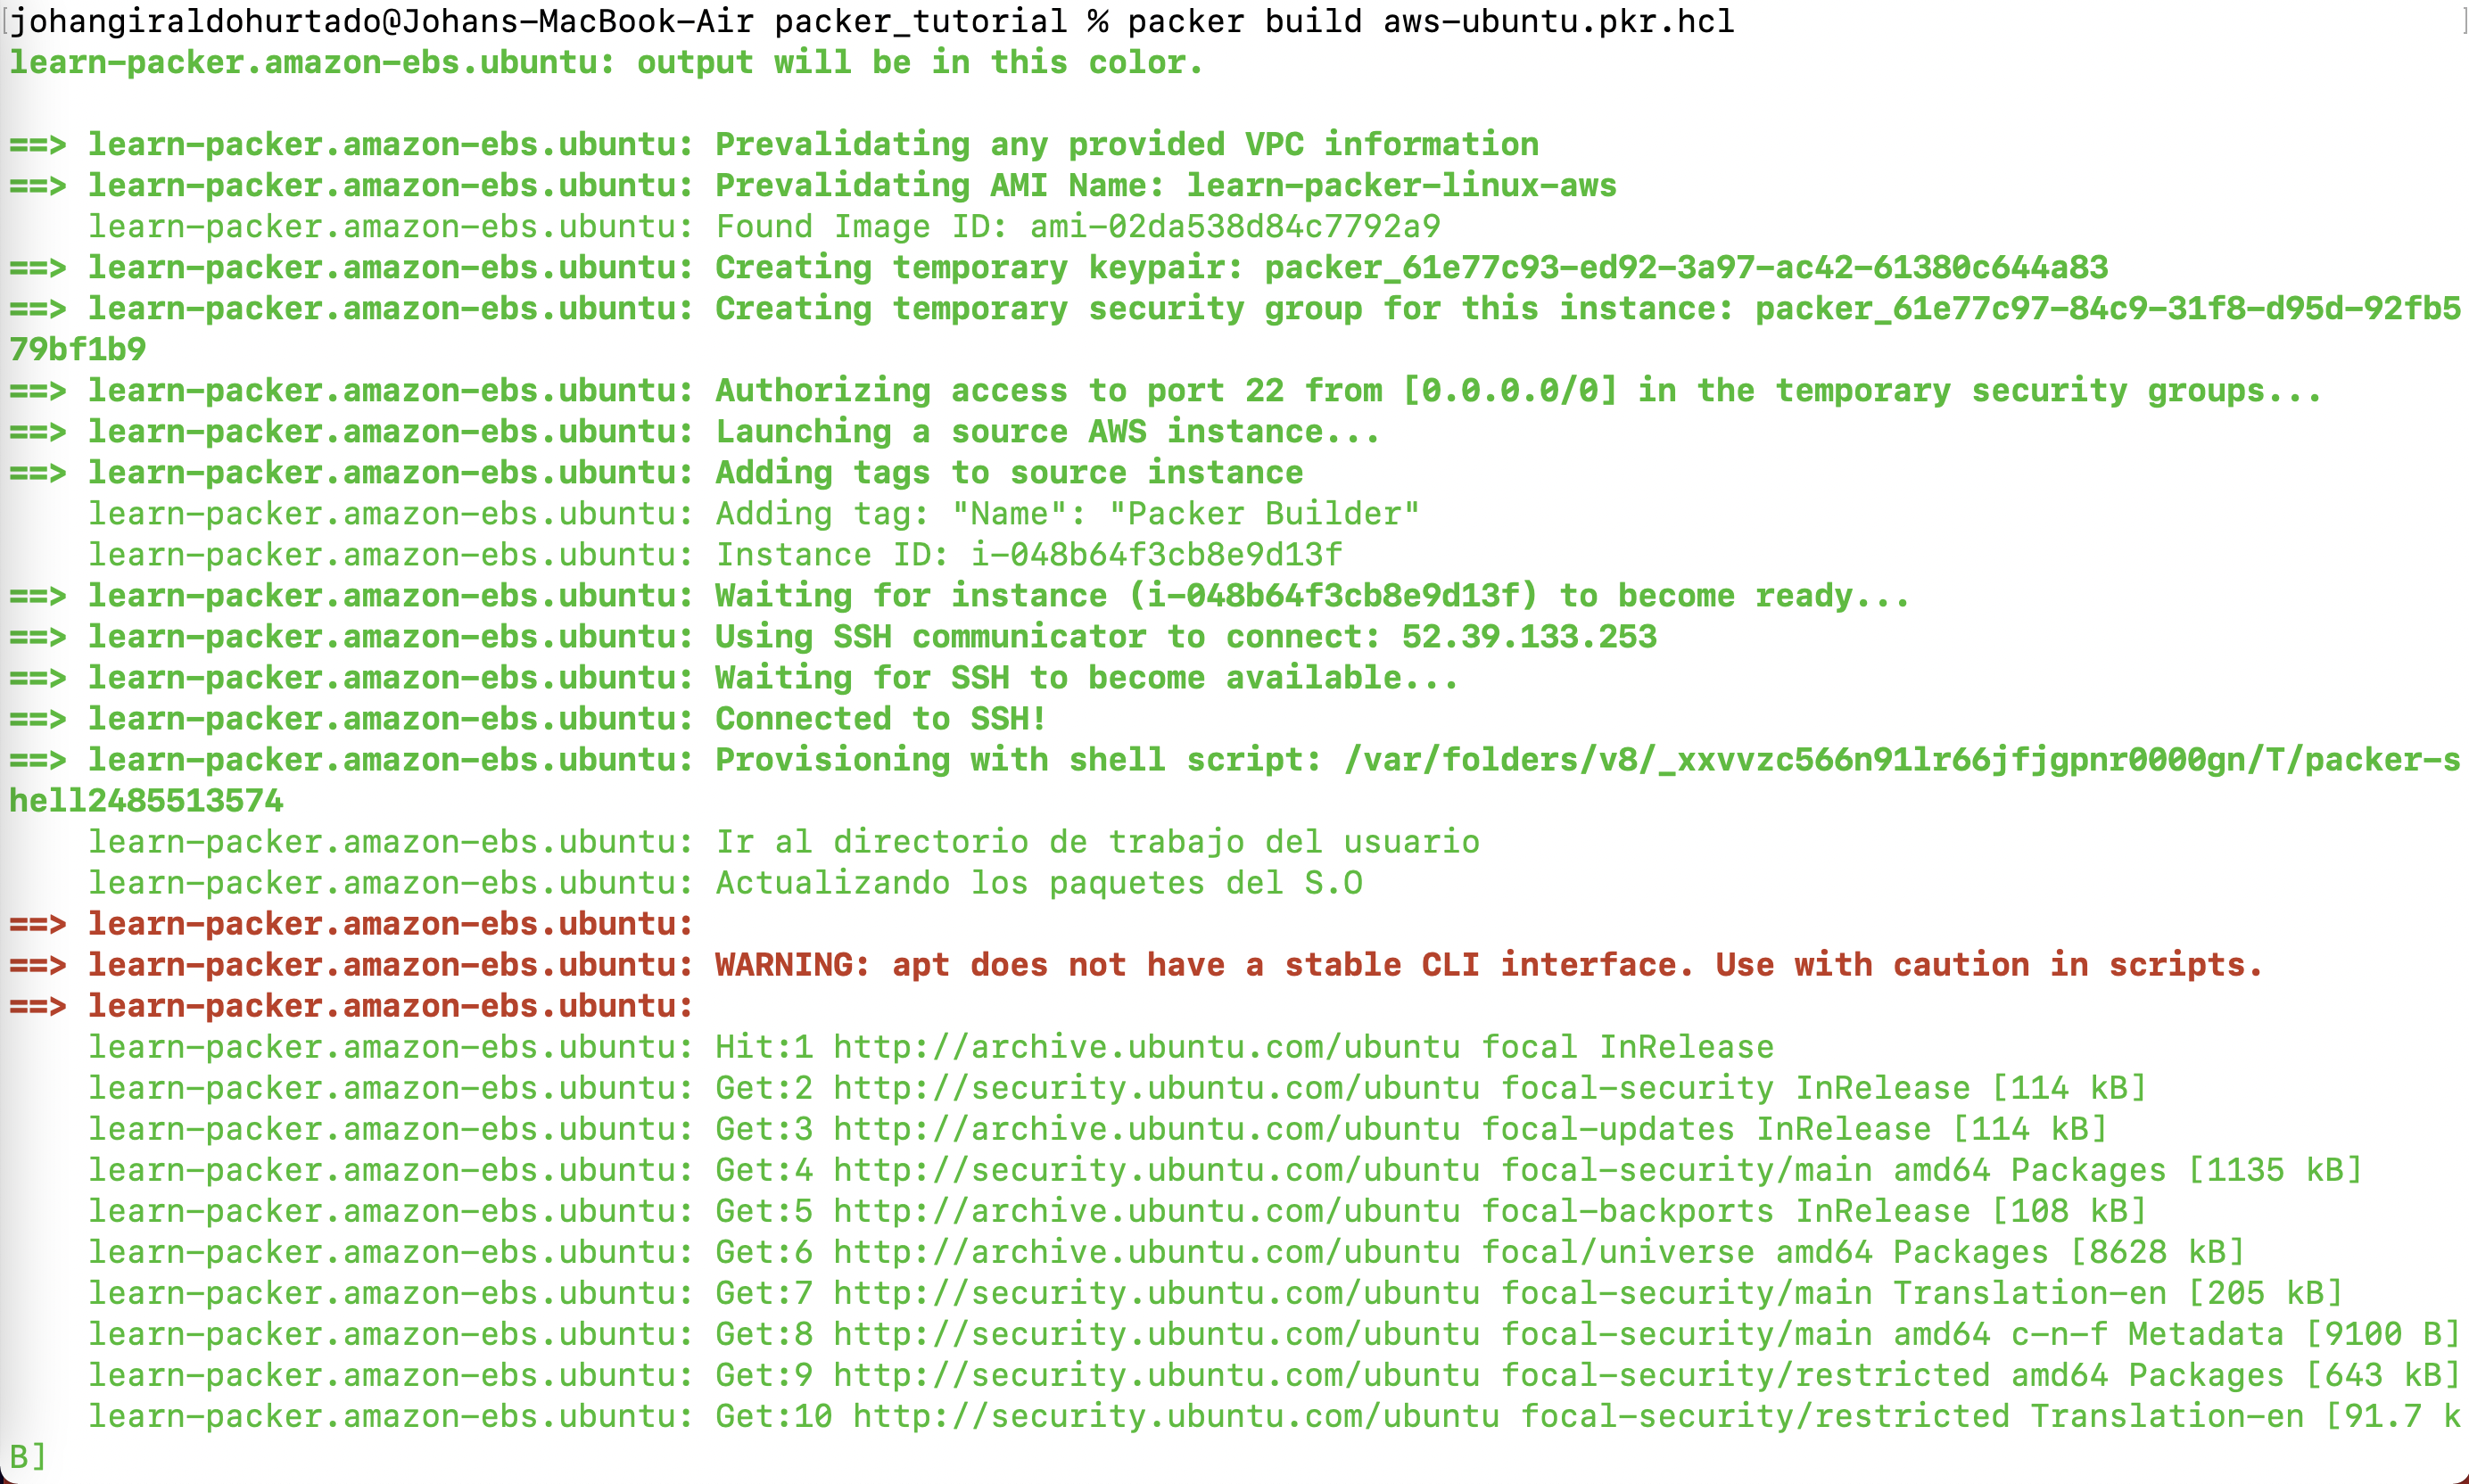 [johangiraldohurtado@Johans-MacBook-Air packer_tutorial % packer build aws-ubuntu.pkr.hcl ]
learn-packer.amazon-ebs.ubuntu: output will be in this color.
==> learn-packer.amazon-ebs.ubuntu: Prevalidating any provided VPC information
==> learn-packer.amazon-ebs.ubuntu: Prevalidating AMI Name: learn-packer-linux-aws
learn-packer.amazon-ebs.ubuntu: Found Image ID: ami-02da538d84c7792a9
==> learn-packer.amazon-ebs.ubuntu: Creating temporary keypair: packer_61e77c93-ed92-3a97-ac42-61380c644a83
==> learn-packer.amazon-ebs.ubuntu: Creating temporary security group for this instance: packer_61e77c97-84c9-31f8-d95d-92fb5
79bf1b9
==> learn-packer.amazon-ebs.ubuntu: Authorizing access to port 22 from [0.0.0.0/0] in the temporary security groups...
==> learn-packer.amazon-ebs.ubuntu: Launching a source AWS instance...
==> learn-packer.amazon-ebs.ubuntu: Adding tags to source instance
learn-packer.amazon-ebs.ubuntu: Adding tag: "Name": "Packer Builder"
learn-packer.amazon-ebs.ubuntu: Instance ID: i-048b64f3cb8e9d13f
==> learn-packer.amazon-ebs.ubuntu: Waiting for instance (i-048b64f3cb8e9d13f) to become ready...
==> learn-packer.amazon-ebs.ubuntu: Using SSH communicator to connect: 52.39.133.253
==> learn-packer.amazon-ebs.ubuntu: Waiting for SSH to become available...
==> learn-packer.amazon-ebs.ubuntu: Connected to SSH!
==> learn-packer.amazon-ebs.ubuntu: Provisioning with shell script: /var/folders/v8/_xxvvzc566n91lr66jfjgpnr0000gn/T/packer-s
hell2485513574
learn-packer.amazon-ebs.ubuntu: Ir al directorio de trabajo del usuario
learn-packer.amazon-ebs.ubuntu: Actualizando los paquetes del S.O
==> learn-packer.amazon-ebs.ubuntu:
==> learn-packer.amazon-ebs.ubuntu: WARNING: apt does not have a stable CLI interface. Use with caution in scripts.
==> learn-packer.amazon-ebs.ubuntu:
learn-packer.amazon-ebs.ubuntu: Hit:1 http://archive.ubuntu.com/ubuntu focal InRelease
learn-packer.amazon-ebs.ubuntu: Get:2 http://security.ubuntu.com/ubuntu focal-security InRelease [114 kB]
learn-packer.amazon-ebs.ubuntu: Get:3 http://archive.ubuntu.com/ubuntu focal-updates InRelease [114 kB]
learn-packer.amazon-ebs.ubuntu: Get:4 http://security.ubuntu.com/ubuntu focal-security/main amd64 Packages [1135 kB]
learn-packer.amazon-ebs.ubuntu: Get:5 http://archive.ubuntu.com/ubuntu focal-backports InRelease [108 kB]
learn-packer.amazon-ebs.ubuntu: Get:6 http://archive.ubuntu.com/ubuntu focal/universe amd64 Packages [8628 kB]
learn-packer.amazon-ebs.ubuntu: Get:7 http://security.ubuntu.com/ubuntu focal-security/main Translation-en [205 kB]
learn-packer.amazon-ebs.ubuntu: Get:8 http://security.ubuntu.com/ubuntu focal-security/main amd64 c-n-f Metadata [9100 B]
learn-packer.amazon-ebs.ubuntu: Get:9 http://security.ubuntu.com/ubuntu focal-security/restricted amd64 Packages [643 kB]
learn-packer.amazon-ebs.ubuntu: Get:10 http://security.ubuntu.com/ubuntu focal-security/restricted Translation-en [91.7 k
B]